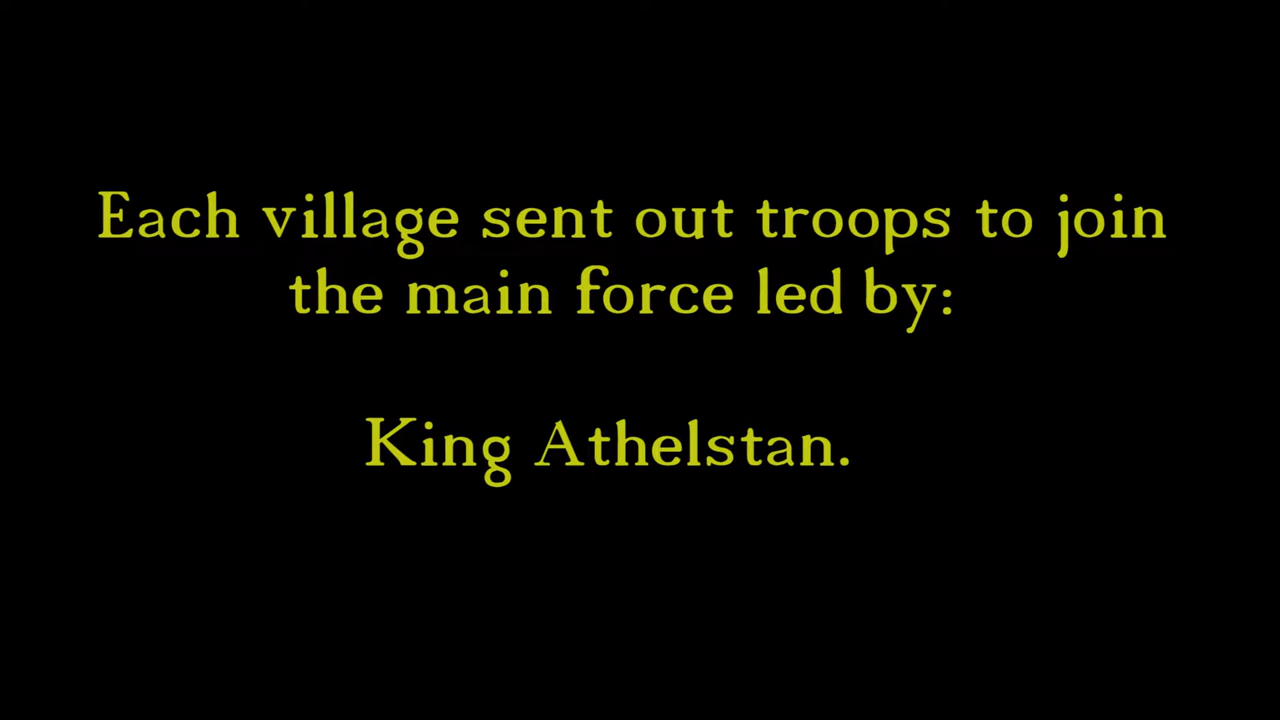 Each village sent out troops to join
the main force led by:
King Athelstan.